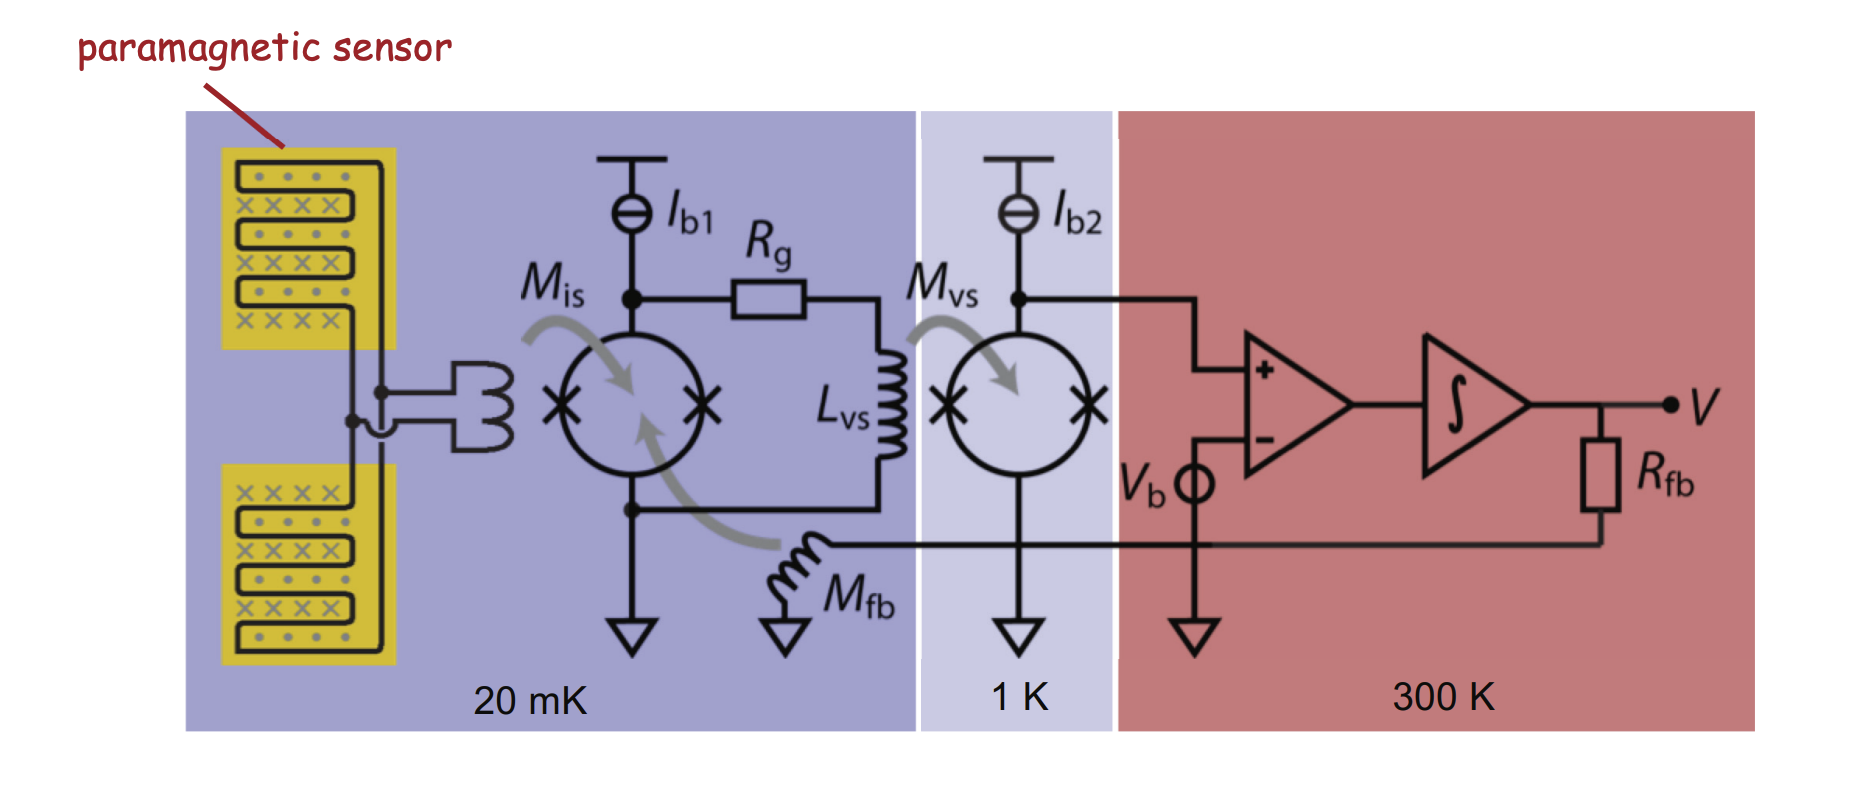 paramagnetic sensor
Ib1
Rg
Mis
Lvs
Mfb
20 mK
Ib2
Mvs
1 K
+
−
∫
Vb
V
Rfb
300 K